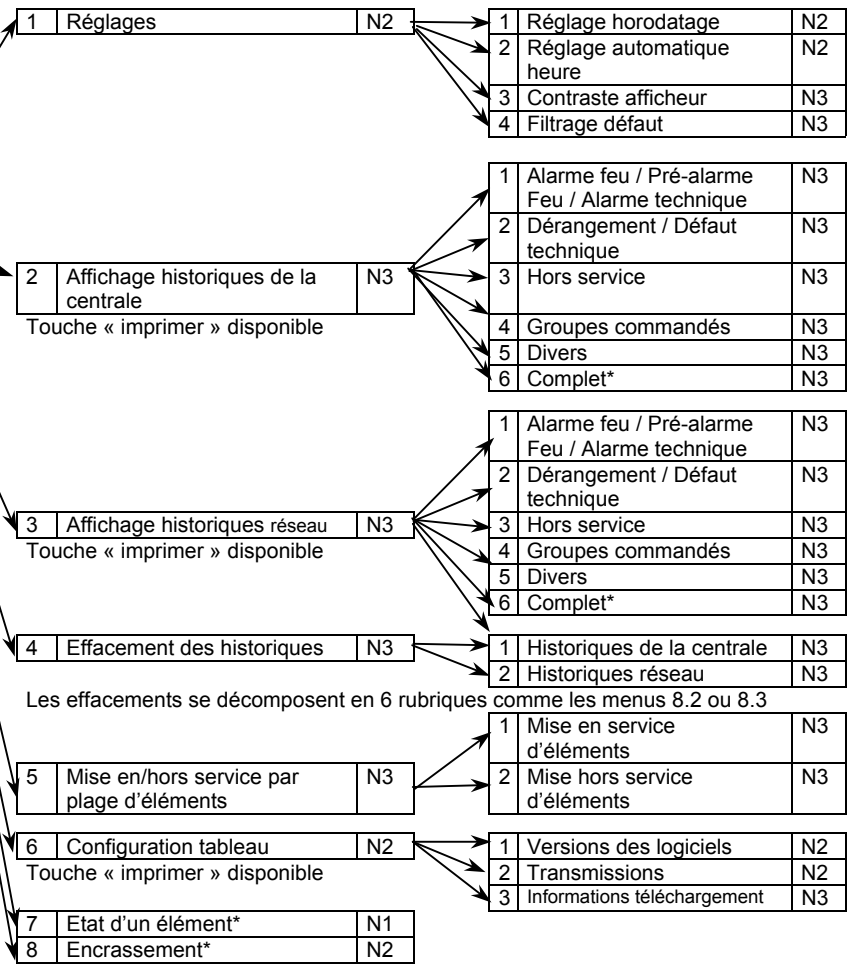 1 Réglages N2
1 Réglage horodatage N2
2 Réglage automatique N2
heure
3 Contraste afficheur N3
4 Filtrage défaut N3
2 Affichage historiques de la N3
centrale
Touche « imprimer » disponible
1 Alarme feu / Pré-alarme N3
Feu / Alarme technique
2 Dérangement / Défaut N3
technique
3 Hors service N3
4 Groupes commandés N3
5 Divers N3
6 Complet* N3
3 Affichage historiques réseau N3
Touche « imprimer » disponible
1 Alarme feu / Pré-alarme N3
Feu / Alarme technique
2 Dérangement / Défaut N3
technique
3 Hors service N3
4 Groupes commandés N3
5 Divers N3
6 Complet* N3
4 Effacement des historiques N3
1 Historiques de la centrale N3
2 Historiques réseau N3
Les effacements se décomposent en 6 rubriques comme les menus 8.2 ou 8.3
5 Mise en/hors service par N3
plage d’éléments
1 Mise en service N3
d’éléments
2 Mise hors service N3
d’éléments
6 Configuration tableau N2
Touche « imprimer » disponible
1 Versions des logiciels N2
2 Transmissions N2
3 Informations téléchargement N3
7 Etat d’un élément* N1
8 Encrassement* N2